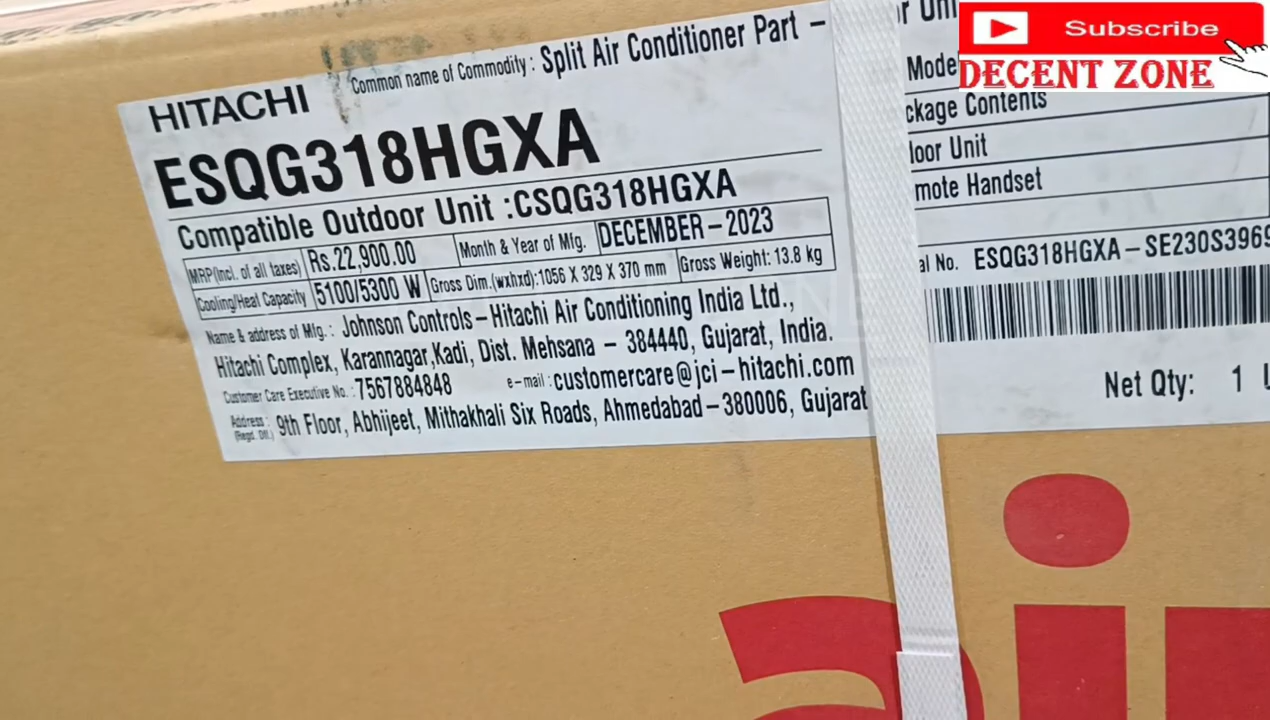 Common name of Commodity : Split Air Conditioner Part –
HITACHI
ESQG318HGXA
Compatible Outdoor Unit :CSQG318HGXA
MRP(Incl. of all taxes) Rs.22,900.00 Month & Year of Mfg. DECEMBER – 2023
Cooling/Heat Capacity 5100/5300 W Gross Dim.(wxhxd):1056 X 329 X 370 mm Gross Weight: 13.8 kg
Name & address of Mfg. : Johnson Controls – Hitachi Air Conditioning India Ltd.,
Hitachi Complex, Karannagar,Kadi, Dist. Mehsana – 384440, Gujarat, India.
Customer Care Executive No. : 7567884848 e–mail : customercare@jci–hitachi.com
Address : 9th Floor, Abhijeet, Mithakhali Six Roads, Ahmedabad – 380006, Gujarat
Subscribe
DECENT ZONE
r Uni
Mode
ckage Contents
loor Unit
mote Handset
al No. ESQG318HGXA – SE230S3969
Net Qty: 1 U
air